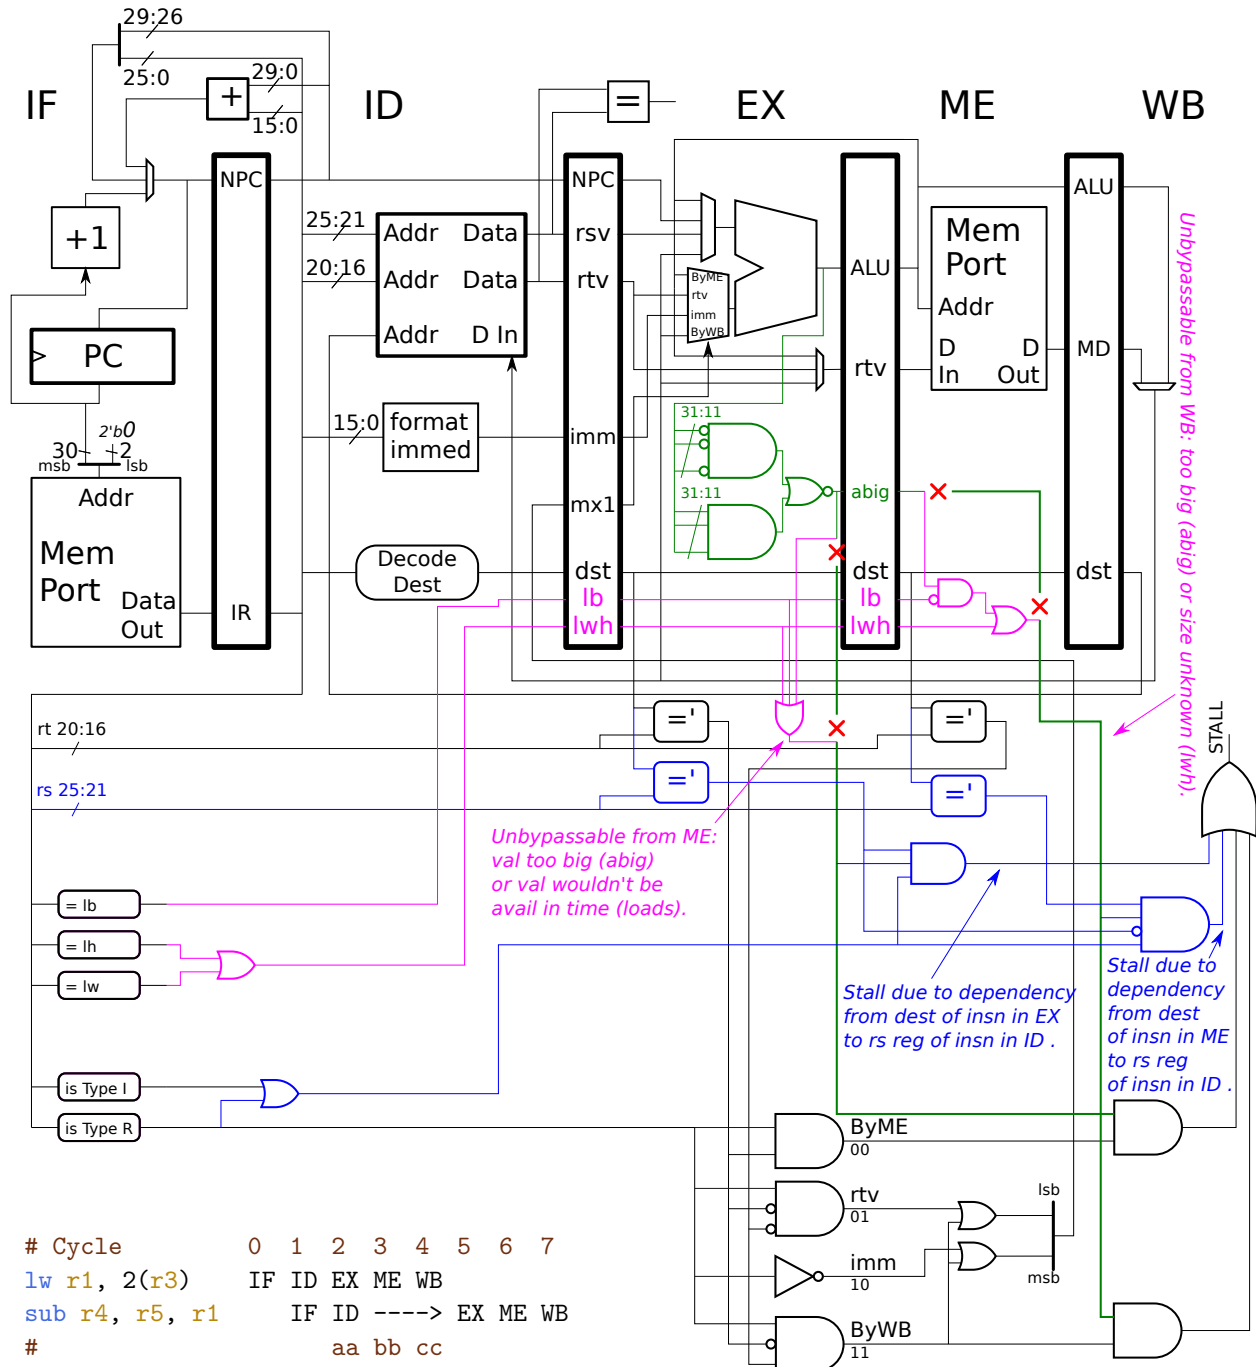 29:26
25:0
29:0
15:0
+
=
IF
ID
EX
ME
WB
NPC
NPC
ALU
+1
25:21
Addr
Data
rsv
20:16
Addr
Data
rtv
Addr
D In
ByME
rtv
imm
ByWB
ALU
Mem
Port
Addr
D
In
D
Out
MD
PC
rtv
15:0
format
immed
imm
31:11
31:11
2'b0
30
2
msb
lsb
Addr
Mem
Port
Data
Out
mx1
abig
IR
Decode
Dest
dst
dst
dst
lb
lb
lwh
lwh
Unbypassable from WB: too big (abig) or size unknown (lwh).
='
='
='
='
rt 20:16
rs 25:21
STALL
Unbypassable from ME:
val too big (abig)
or val wouldn't be
avail in time (loads).
= lb
= lh
= lw
Stall due to dependency
from dest of insn in EX
to rs reg of insn in ID .
Stall due to
dependency
from dest
of insn in ME
to rs reg
of insn in ID .
is Type I
is Type R
ByME
00
rtv
01
imm
10
ByWB
11
lsb
msb
# Cycle 0 1 2 3 4 5 6 7
lw r1, 2(r3) IF ID EX ME WB
sub r4, r5, r1 IF ID ----> EX ME WB
# aa bb cc